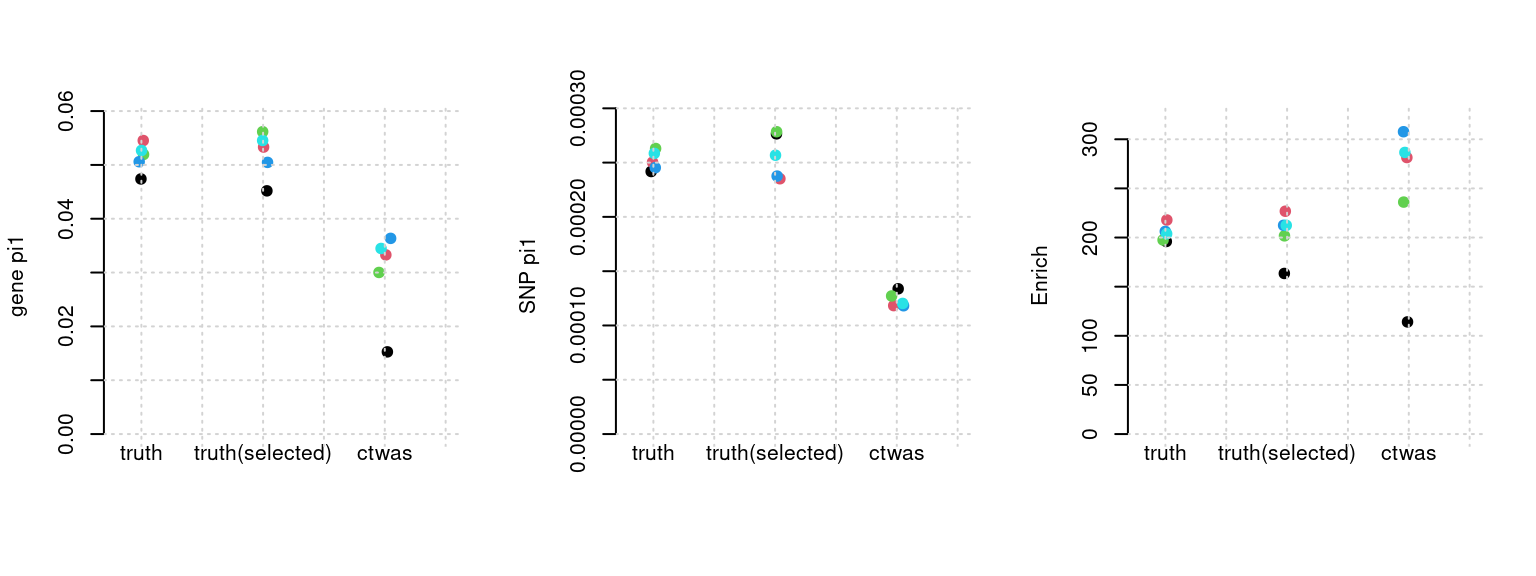 gene pi1
0.06
0.04
0.02
0.00
truth truth(selected) ctwas
SNP pi1
0.00030
0.00020
0.00010
0.00000
truth truth(selected) ctwas
Enrich
300
200
100
50
0
truth truth(selected) ctwas